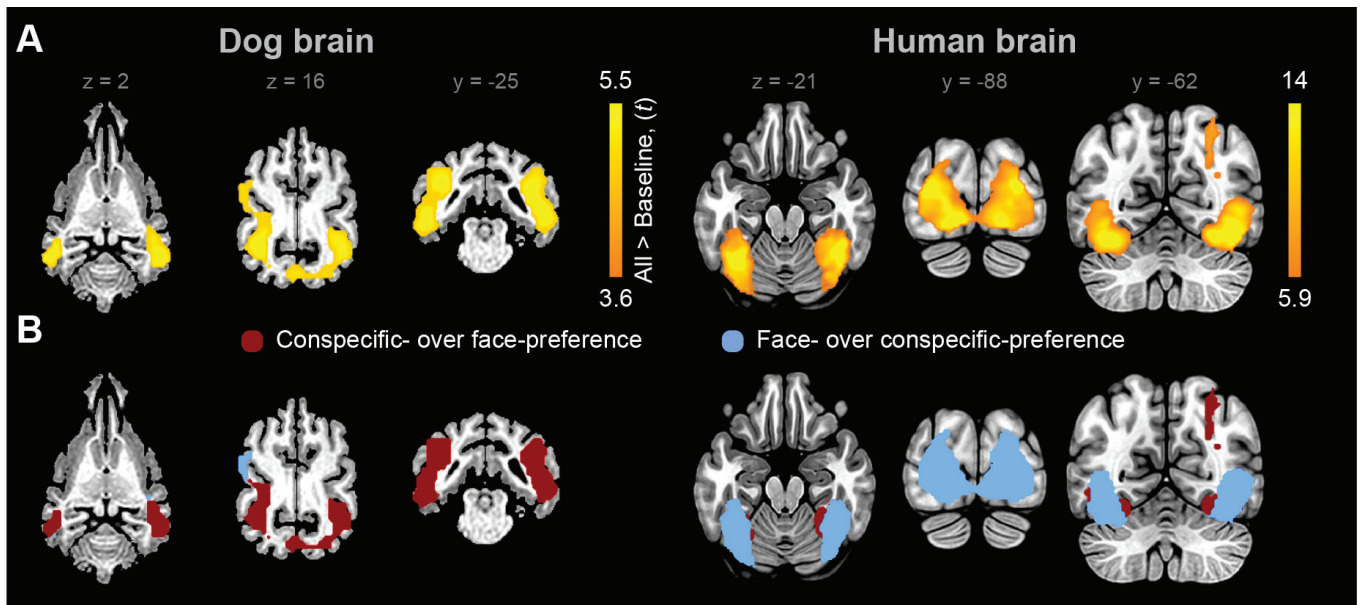 A
Dog brain
Human brain
z = 2
z = 16
y = -25
5.5
3.6
All > Baseline, (t)
z = -21
y = -88
y = -62
14
5.9
B
Conspecific- over face-preference
Face- over conspecific-preference